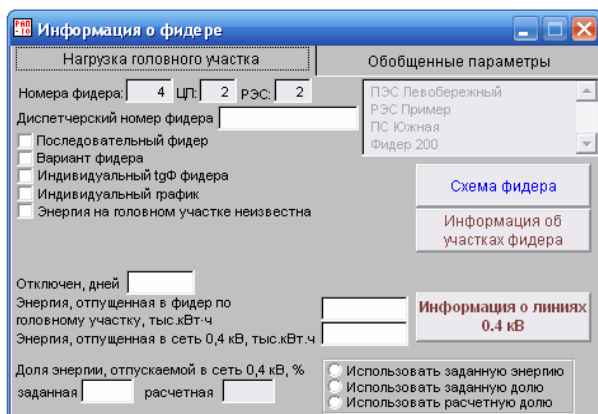 РАП
-10
Информация о фидере
Нагрузка головного участка
Обобщенные параметры
Номера фидера: 4 ЦП: 2 РЭС: 2
Диспетчерский номер фидера
ПЭС Левобережный
РЭС Пример
ПС Южная
Фидер 200
Последовательный фидер
Вариант фидера
Индивидуальный tgФ фидера
Индивидуальный график
Энергия на головном участке неизвестна
Схема фидера
Информация об
участках фидера
Отключен, дней
Энергия, отпущенная в фидер по
головному участку, тыс.кВт·ч
Энергия, отпущенная в сеть 0,4 кВ, тыс.кВт.ч
Информация о линиях
0.4 кВ
Доля энергии, отпускаемой в сеть 0,4 кВ, %
заданная расчетная
Использовать заданную энергию
Использовать заданную долю
Использовать расчетную долю